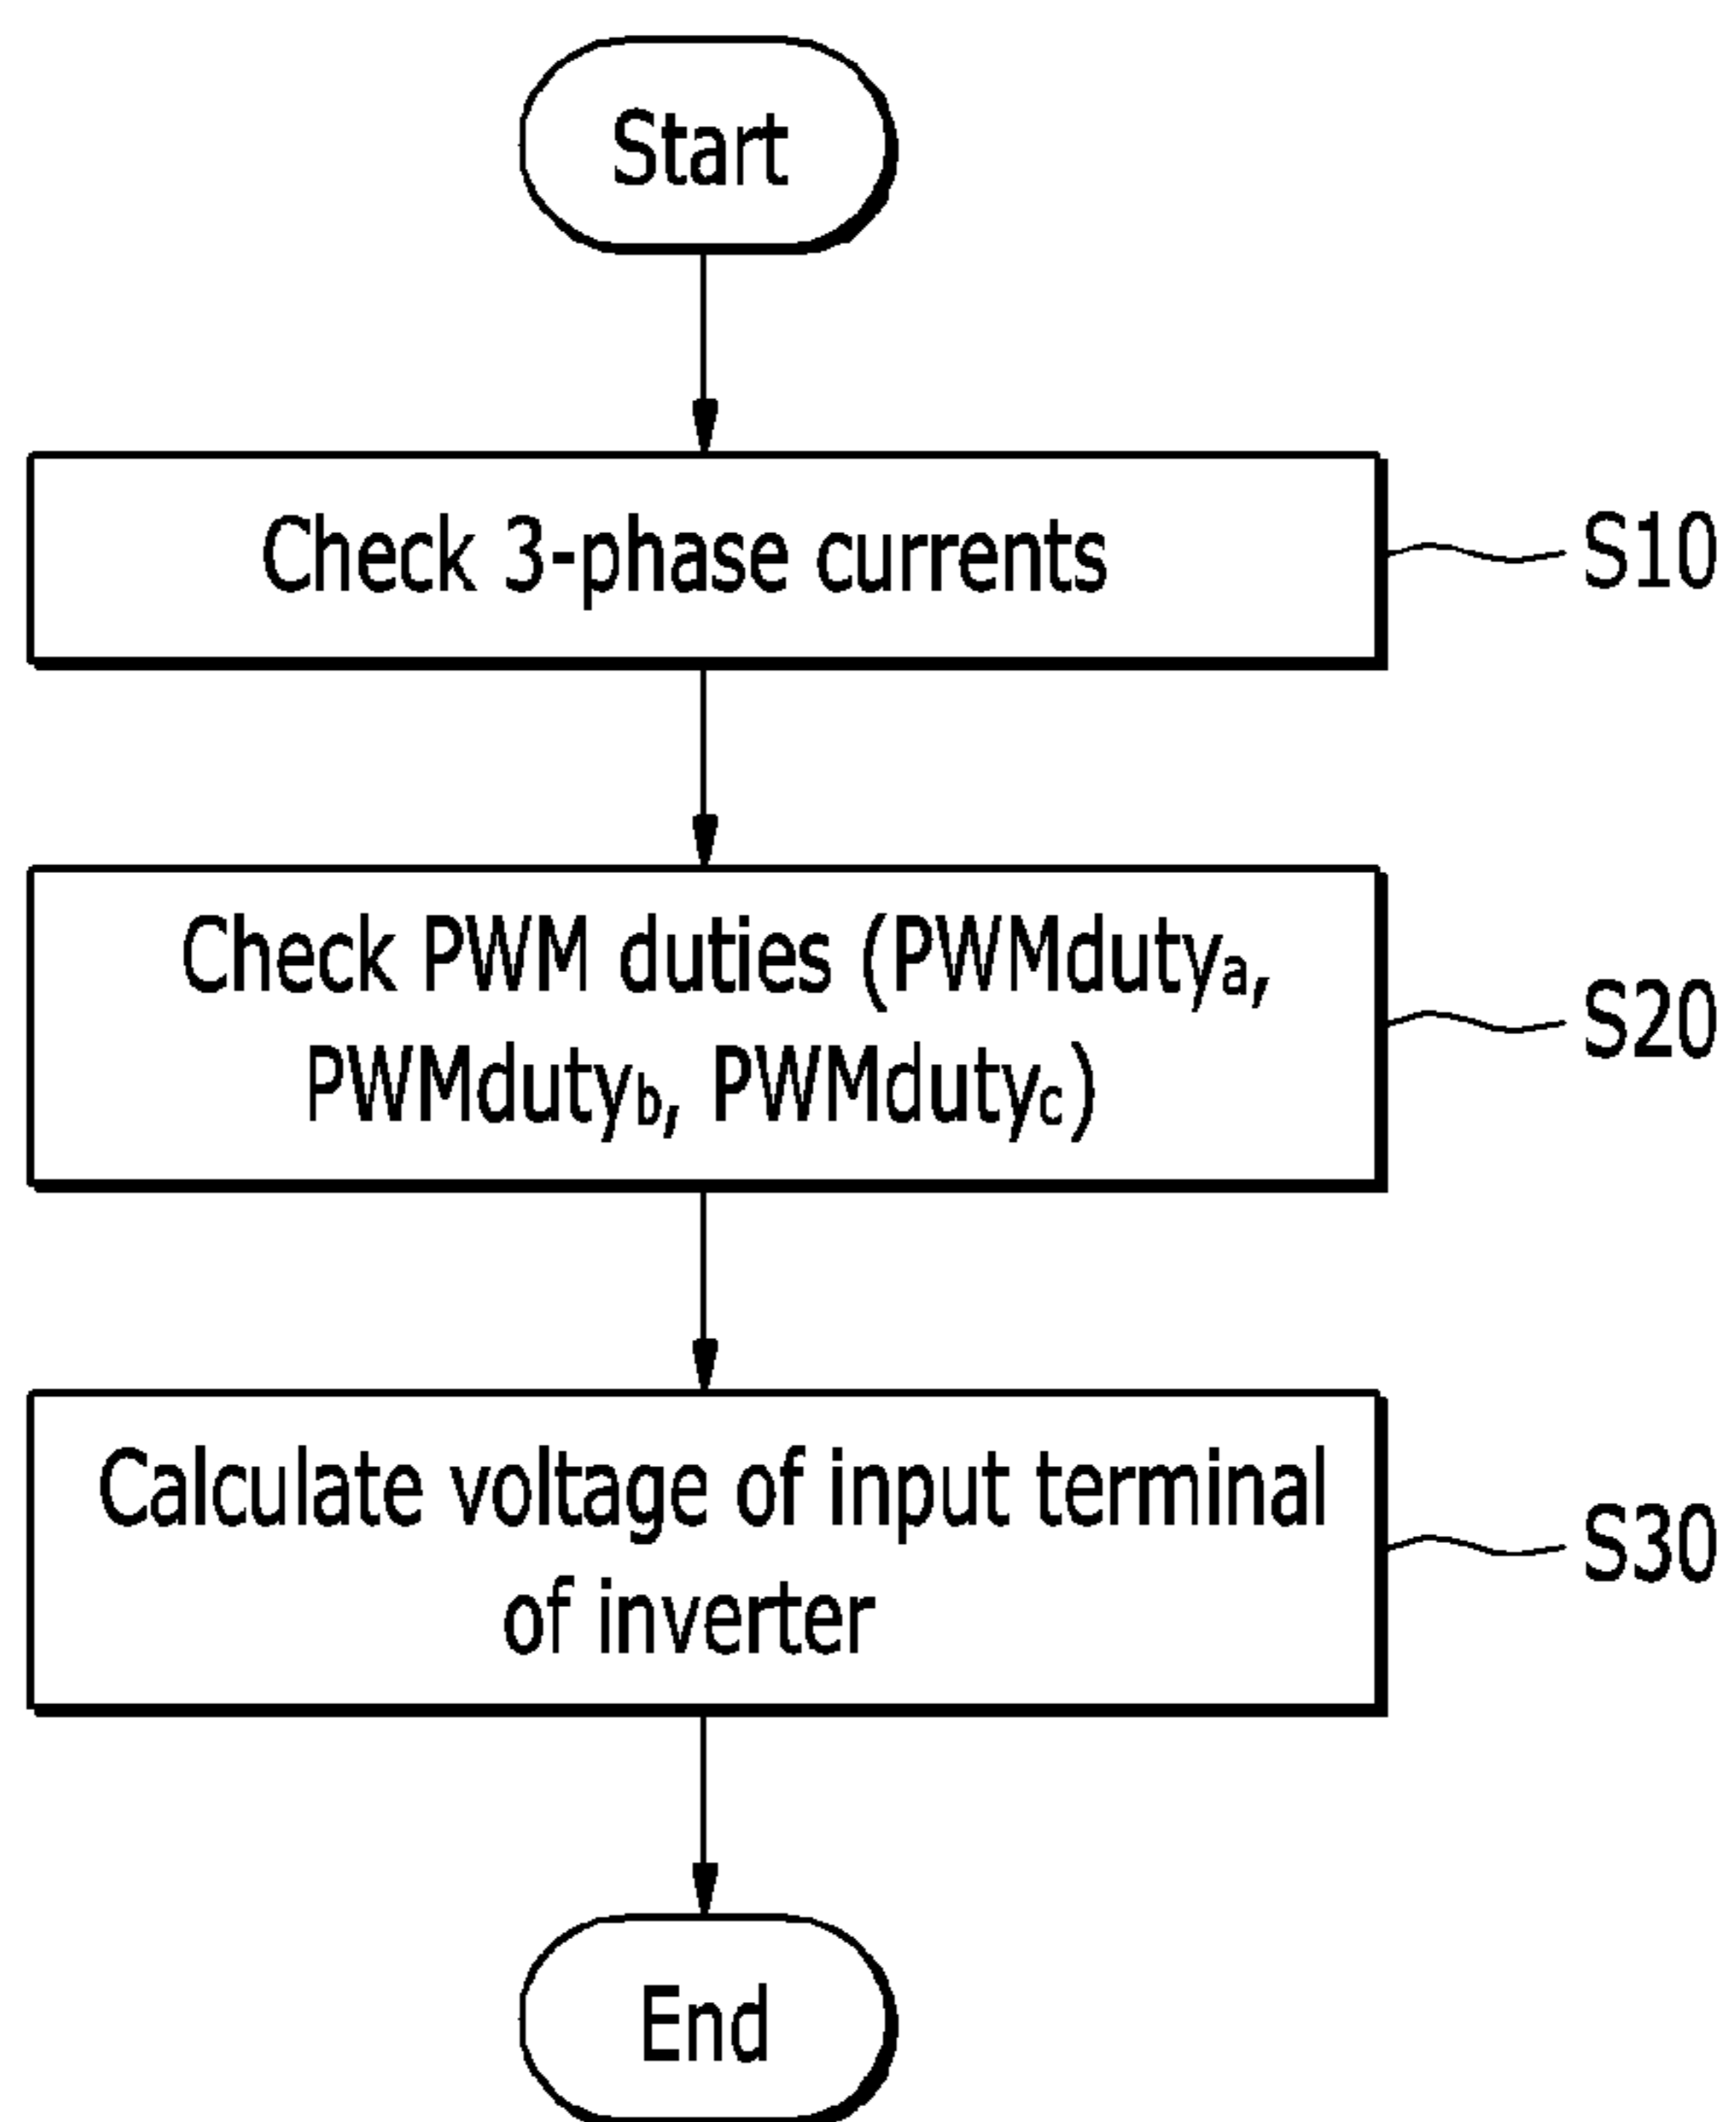 Start
Check 3-phase currents
S10
Check PWM duties (PWMdutya,
PWMdutyb, PWMdutyc)
S20
Calculate voltage of input terminal
of inverter
S30
End